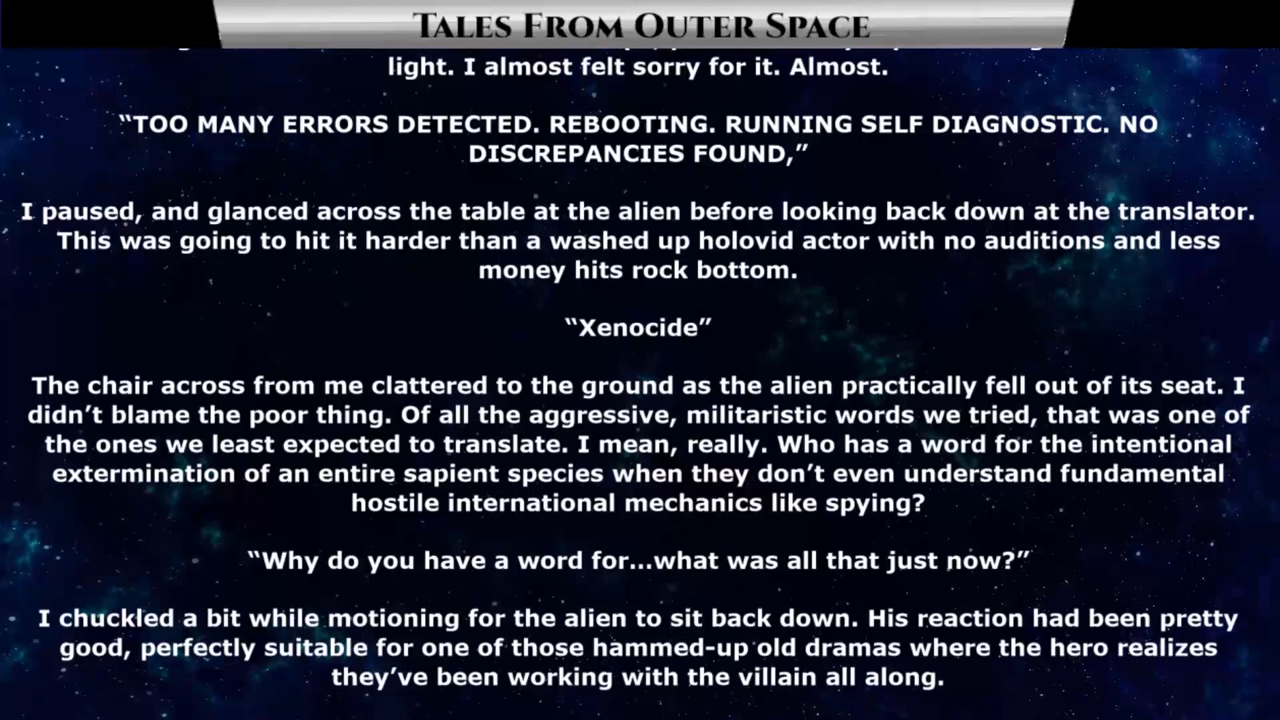 Tales From Outer Space
light. I almost felt sorry for it. Almost.
“TOO MANY ERRORS DETECTED. REBOOTING. RUNNING SELF DIAGNOSTIC. NO
DISCREPANCIES FOUND,”
I paused, and glanced across the table at the alien before looking back down at the translator.
This was going to hit it harder than a washed up holovid actor with no auditions and less
money hits rock bottom.
“Xenocide”
The chair across from me clattered to the ground as the alien practically fell out of its seat. I
didn’t blame the poor thing. Of all the aggressive, militaristic words we tried, that was one of
the ones we least expected to translate. I mean, really. Who has a word for the intentional
extermination of an entire sapient species when they don’t even understand fundamental
hostile international mechanics like spying?
“Why do you have a word for...what was all that just now?”
I chuckled a bit while motioning for the alien to sit back down. His reaction had been pretty
good, perfectly suitable for one of those hammed-up old dramas where the hero realizes
they’ve been working with the villain all along.